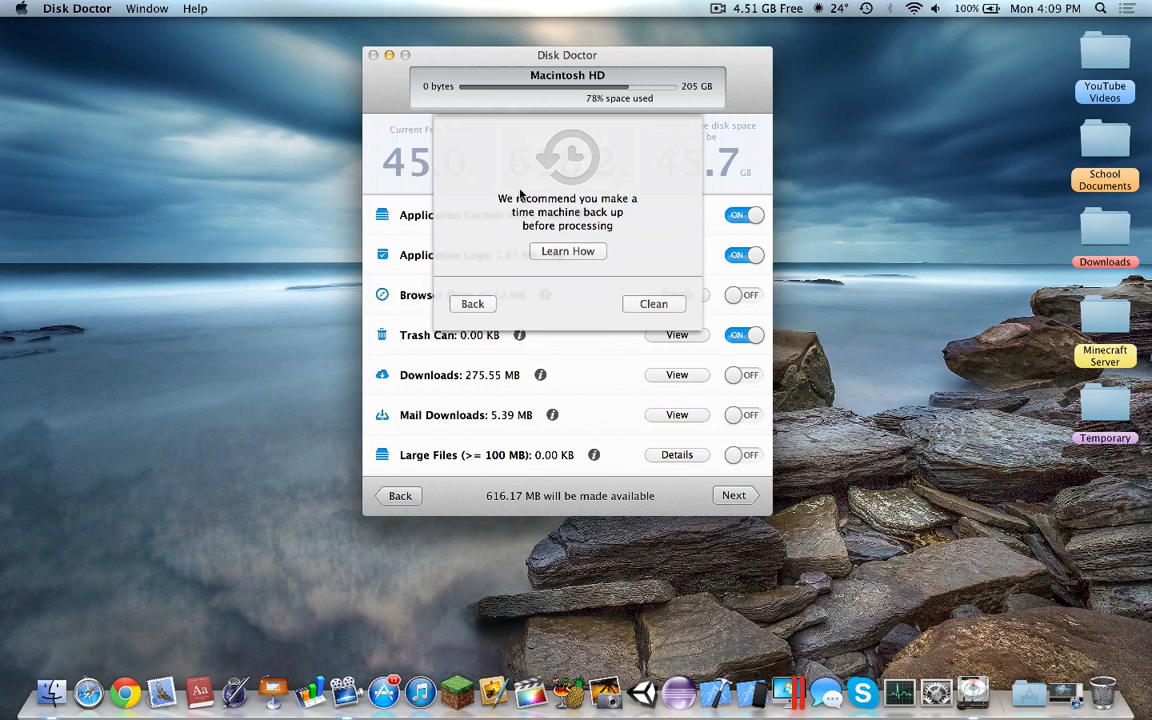 Disk Doctor Window Help 4.51 GB Free 24° 100% Mon 4:09 PM
Disk Doctor
Macintosh HD
0 bytes 205 GB
78% space used
We recommend you make a
time machine back up
before processing
Learn How
Back Clean
ON
ON
OFF
Trash Can: 0.00 KB View ON
Downloads: 275.55 MB View OFF
Mail Downloads: 5.39 MB View OFF
Large Files (>= 100 MB): 0.00 KB Details OFF
Back 616.17 MB will be made available Next
YouTube
Videos
School
Documents
Downloads
Minecraft
Server
Temporary
Aa